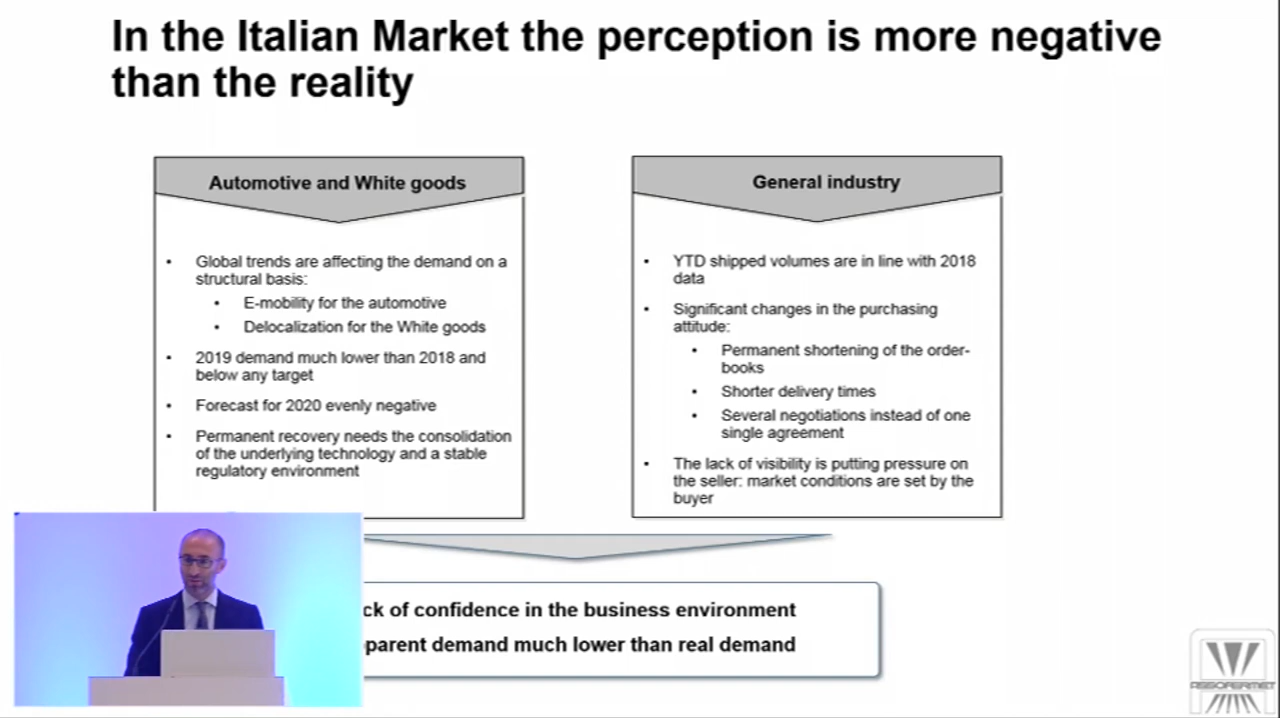 In the Italian Market the perception is more negative
than the reality
Automotive and White goods
• Global trends are affecting the demand on a
structural basis:
• E-mobility for the automotive
• Delocalization for the White goods
• 2019 demand much lower than 2018 and
below any target
• Forecast for 2020 evenly negative
• Permanent recovery needs the consolidation
of the underlying technology and a stable
regulatory environment
General industry
• YTD shipped volumes are in line with 2018
data
• Significant changes in the purchasing
attitude:
• Permanent shortening of the order-
books
• Shorter delivery times
• Several negotiations instead of one
single agreement
• The lack of visibility is putting pressure on
the seller: market conditions are set by the
buyer
ck of confidence in the business environment
parent demand much lower than real demand
ASSOFERMET